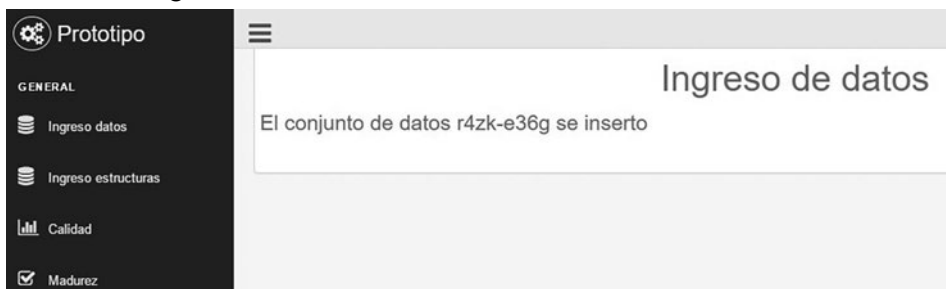 Prototipo
GENERAL
Ingreso datos
Ingreso estructuras
Calidad
Madurez
Ingreso de datos
El conjunto de datos r4zk-e36g se inserto